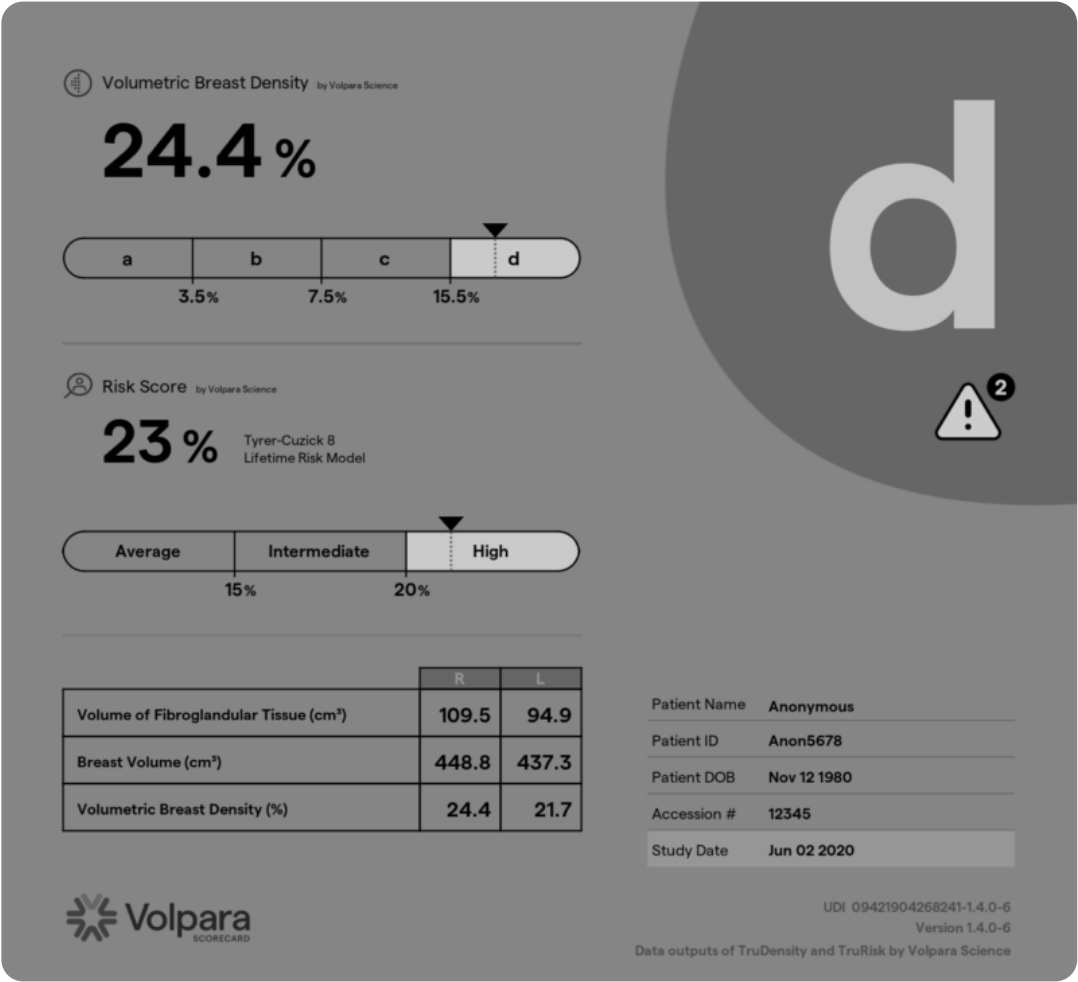 Volumetric Breast Density by Volpara Science
24.4 %
a b c d
3.5% 7.5% 15.5%
Risk Score by Volpara Science
23 % Tyrer-Cuzick 8
Lifetime Risk Model
Average Intermediate High
15% 20%
R L
Volume of Fibroglandular Tissue (cm³) 109.5 94.9
Breast Volume (cm³) 448.8 437.3
Volumetric Breast Density (%) 24.4 21.7
Volpara
SCORECARD
d
! 2
Patient Name Anonymous
Patient ID Anon5678
Patient DOB Nov 12 1980
Accession # 12345
Study Date Jun 02 2020
UDI 09421904268241-1.4.0-6
Version 1.4.0-6
Data outputs of TruDensity and TruRisk by Volpara Science